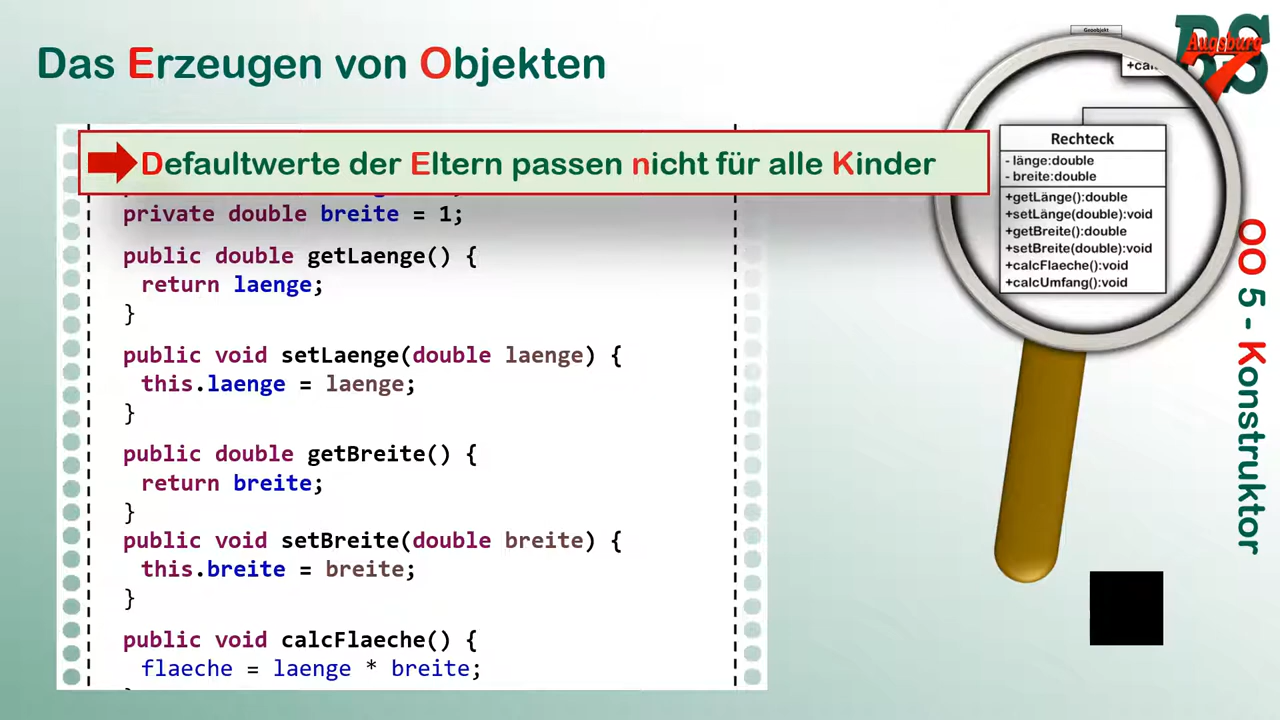 Das Erzeugen von Objekten
Defaultwerte der Eltern passen nicht für alle Kinder
private double breite = 1;
public double getLaenge() {
return laenge;
}
public void setLaenge(double laenge) {
this.laenge = laenge;
}
public double getBreite() {
return breite;
}
public void setBreite(double breite) {
this.breite = breite;
}
public void calcFlaeche() {
flaeche = laenge * breite;
Geoobjekt
Rechteck
- länge:double
- breite:double
+getLänge():double
+setLänge(double):void
+getBreite():double
+setBreite(double):void
+calcFlaeche():void
+calcUmfang():void
BS
Augsburg
7
OO 5 - Konstruktor